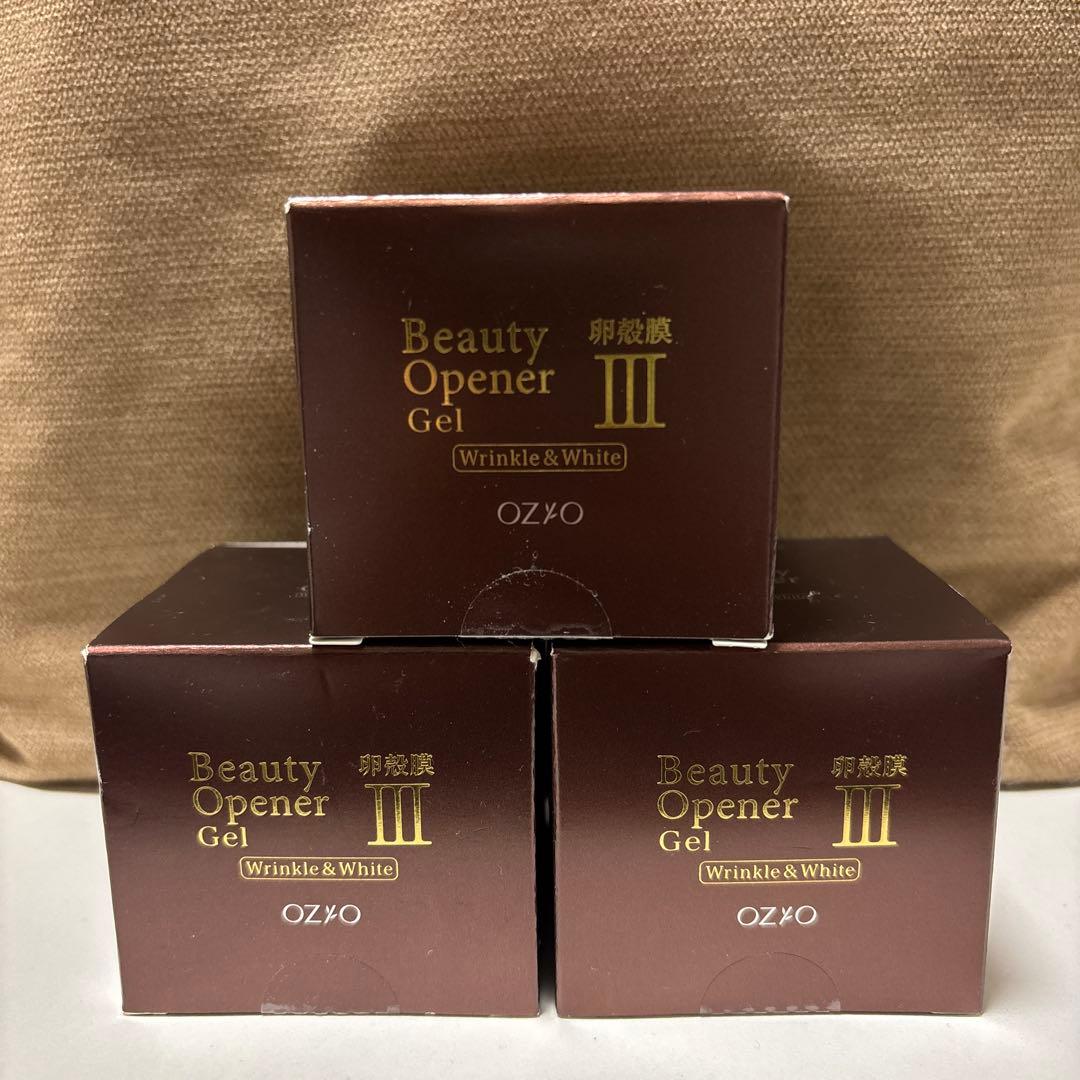 Beauty 卵殻膜
Opener III
Gel
Wrinkle & White
OZIO
Beauty 卵殻膜
Opener III
Gel
Wrinkle & White
OZIO
Beauty 卵殻膜
Opener III
Gel
Wrinkle & White
OZIO